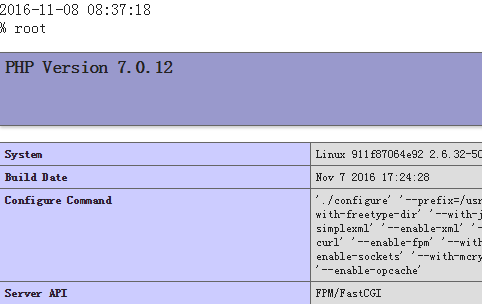 2016-11-08 08:37:18
% root
PHP Version 7.0.12
System Linux 911f87064e92 2.6.32-50
Build Date Nov 7 2016 17:24:28
Configure Command './configure' '--prefix=/usr
with-freetype-dir' '--with-j
simplexml' '--enable-xml' '-
curl' '--enable-fpm' '--with
enable-sockets' '--with-mcry
'--enable-opcache'
Server API FPM/FastCGI